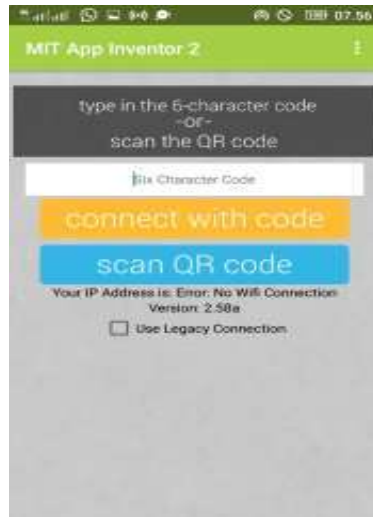 07.56
MIT App Inventor 2
type in the 6-character code
-or-
scan the QR code
Six Character Code
connect with code
scan QR code
Your IP Address is: Error: No Wifi Connection
Version: 2.58a
Use Legacy Connection